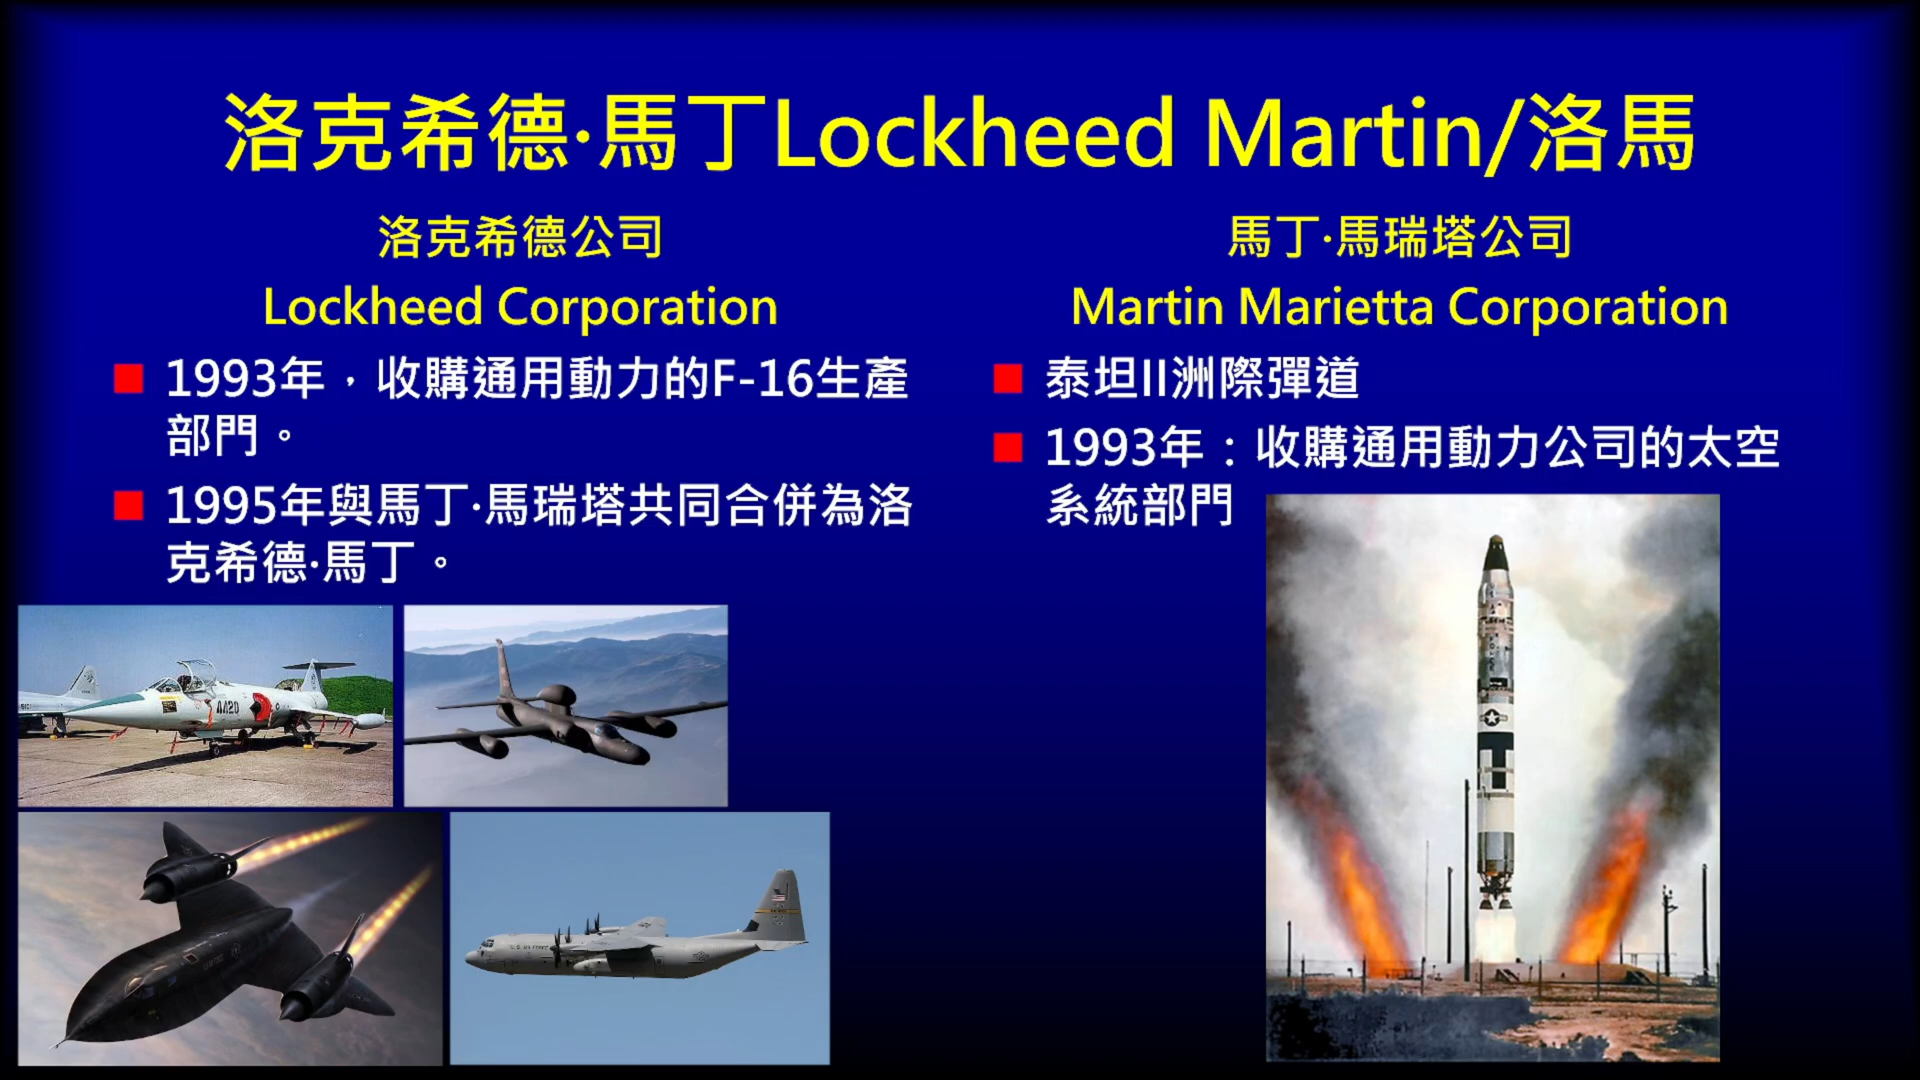 洛克希德·馬丁Lockheed Martin/洛馬
洛克希德公司
Lockheed Corporation
1993年，收購通用動力的F-16生產
部門。
1995年與馬丁·馬瑞塔共同合併為洛
克希德·馬丁。
馬丁·馬瑞塔公司
Martin Marietta Corporation
泰坦II洲際彈道
1993年：收購通用動力公司的太空
系統部門
U.S. AIR FORCE